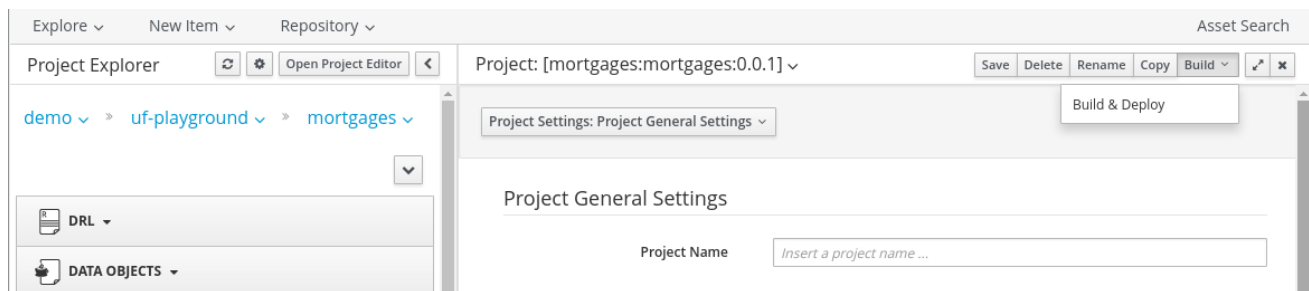 Explore New Item Repository Asset Search
Project Explorer Open Project Editor Project: [mortgages:mortgages:0.0.1] Save Delete Rename Copy Build
Build & Deploy
demo » uf-playground » mortgages
Project Settings: Project General Settings
Project General Settings
DRL
Project Name Insert a project name ...
DATA OBJECTS